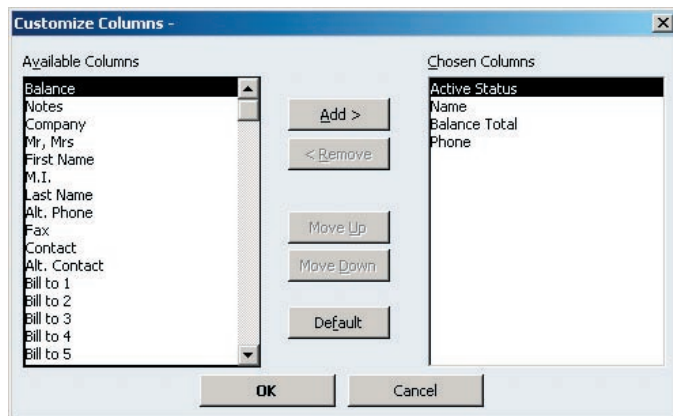 Customize Columns -
Available Columns
Balance
Notes
Company
Mr, Mrs
First Name
M.I.
Last Name
Alt. Phone
Fax
Contact
Alt. Contact
Bill to 1
Bill to 2
Bill to 3
Bill to 4
Bill to 5
Add >
< Remove
Move Up
Move Down
Default
Chosen Columns
Active Status
Name
Balance Total
Phone
OK
Cancel